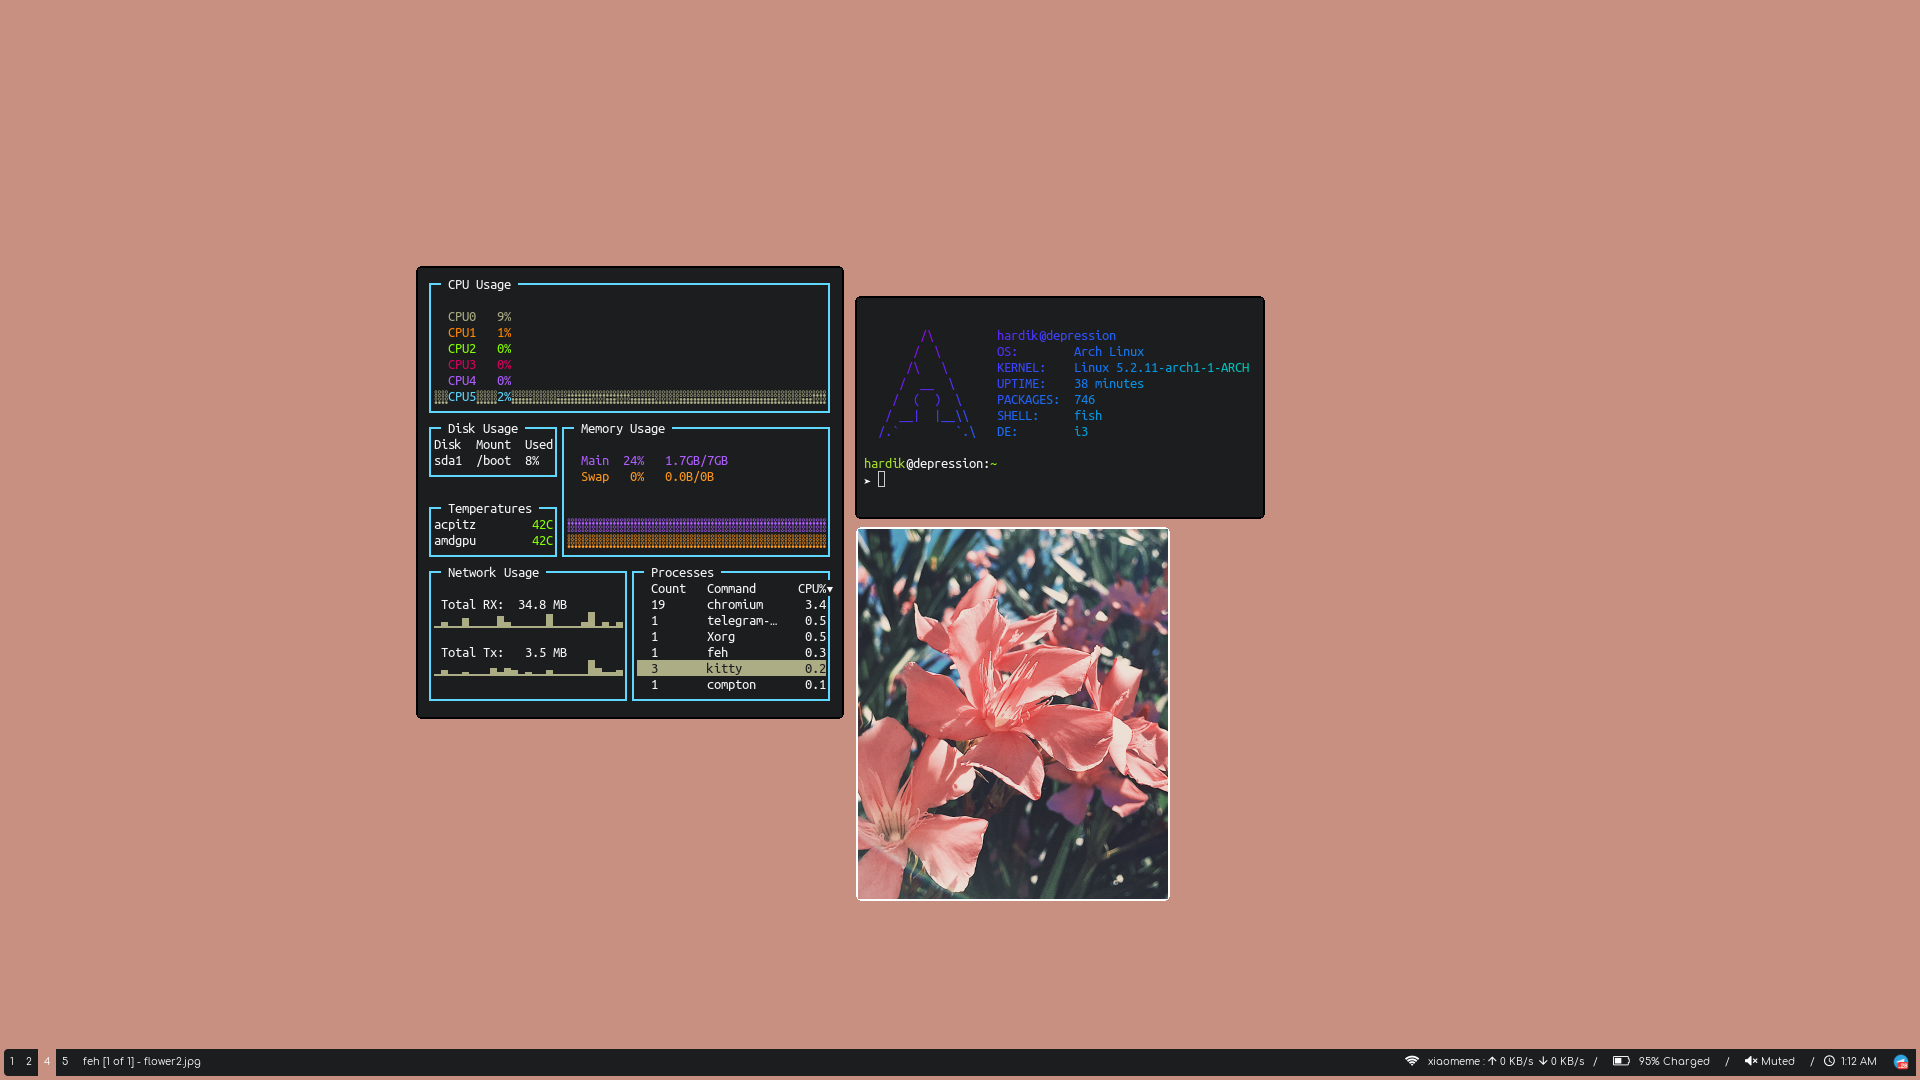 CPU Usage
CPU0 9%
CPU1 1%
CPU2 0%
CPU3 0%
CPU4 0%
CPU5 2%
Disk Usage
Disk Mount Used
sda1 /boot 8%
Memory Usage
Main 24% 1.7GB/7GB
Swap 0% 0.0B/0B
Temperatures
acpitz 42C
amdgpu 42C
Network Usage
Total RX: 34.8 MB
Total Tx: 3.5 MB
Processes
Count Command CPU%▾
19 chromium 3.4
1 telegram-… 0.5
1 Xorg 0.5
1 feh 0.3
3 kitty 0.2
1 compton 0.1
hardik@depression
OS: Arch Linux
KERNEL: Linux 5.2.11-arch1-1-ARCH
UPTIME: 38 minutes
PACKAGES: 746
SHELL: fish
DE: i3
hardik@depression:~
➤
1 2 4 5 feh [1 of 1] - flower2.jpg
xiaomeme : ↑ 0 KB/s ↓ 0 KB/s / 95% Charged / Muted / 1:12 AM